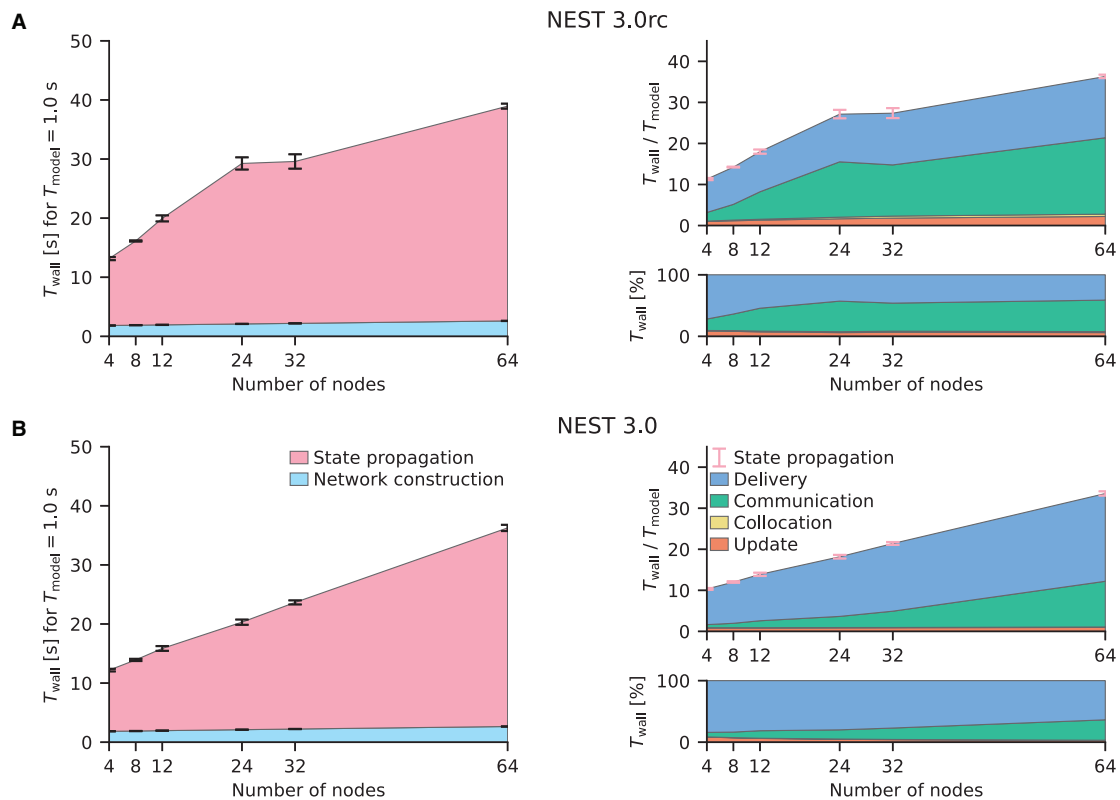 A
NEST 3.0rc
50
40
30
20
10
0
T_wall [s] for T_model = 1.0 s
4 8 12 24 32 64
Number of nodes
40
30
20
10
0
T_wall / T_model
4 8 12 24 32 64
100
0
T_wall [%]
4 8 12 24 32 64
Number of nodes
B
NEST 3.0
50
40
30
20
10
0
T_wall [s] for T_model = 1.0 s
State propagation
Network construction
4 8 12 24 32 64
Number of nodes
40
30
20
10
0
T_wall / T_model
State propagation
Delivery
Communication
Collocation
Update
4 8 12 24 32 64
100
0
T_wall [%]
4 8 12 24 32 64
Number of nodes